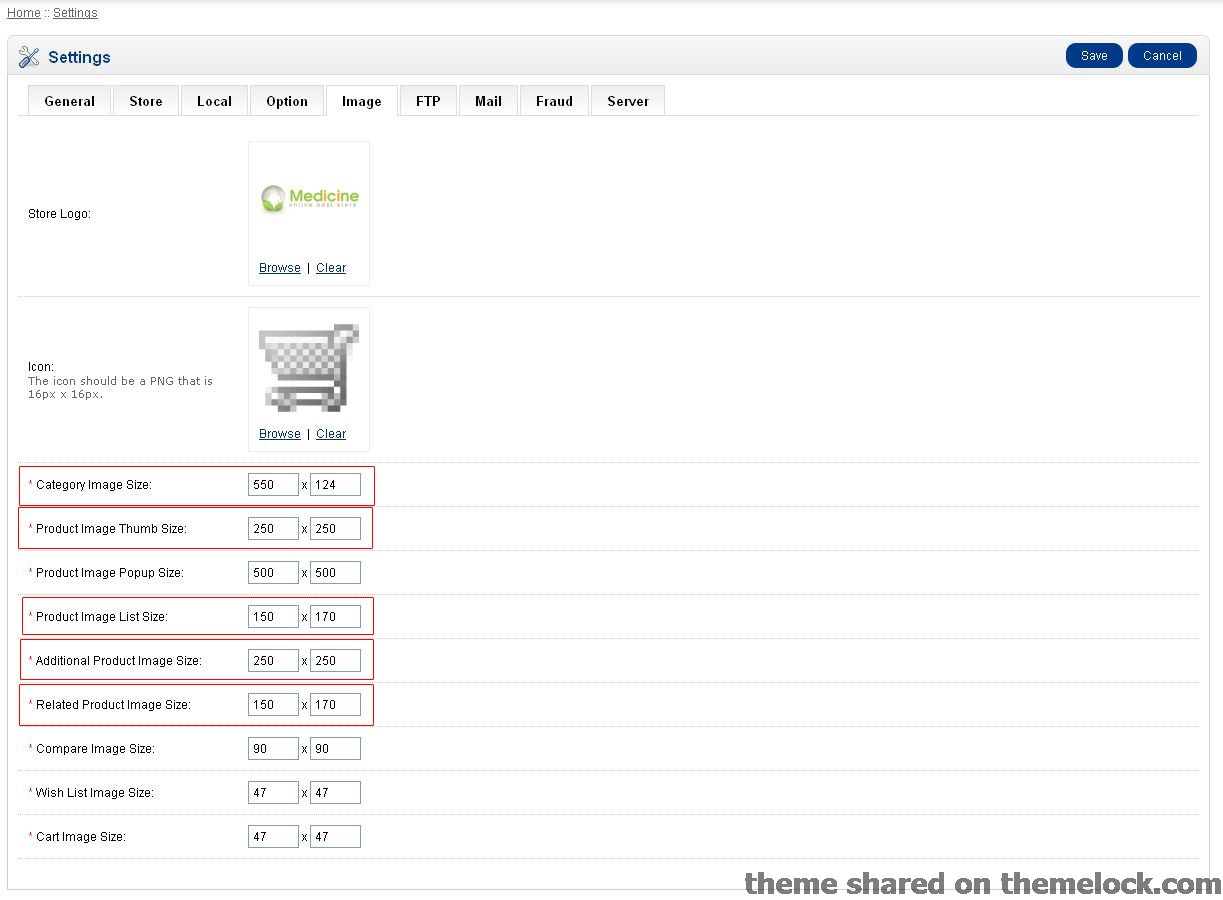 Home :: Settings
Settings
Save
Cancel
General Store Local Option Image FTP Mail Fraud Server
Store Logo:
Medicine
online best store
Browse | Clear
Icon:
The icon should be a PNG that is
16px x 16px.
Browse | Clear
* Category Image Size: 550 x 124
* Product Image Thumb Size: 250 x 250
* Product Image Popup Size: 500 x 500
* Product Image List Size: 150 x 170
* Additional Product Image Size: 250 x 250
* Related Product Image Size: 150 x 170
* Compare Image Size: 90 x 90
* Wish List Image Size: 47 x 47
* Cart Image Size: 47 x 47
theme shared on themelock.com